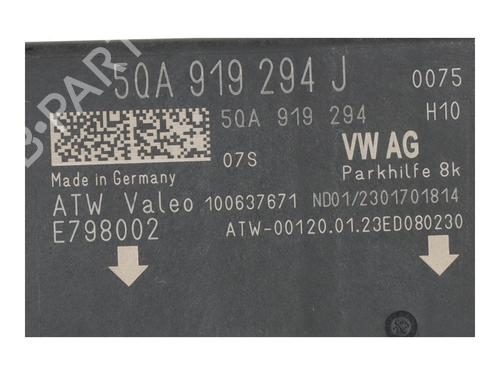 5QA 919 294 J 0075
5QA 919 294 H10
07S VW AG
Made in Germany Parkhilfe 8k
ATW Valeo 100637671 ND01/2301701814
E798002 ATW-00120.01.23ED080230
B-PARTS